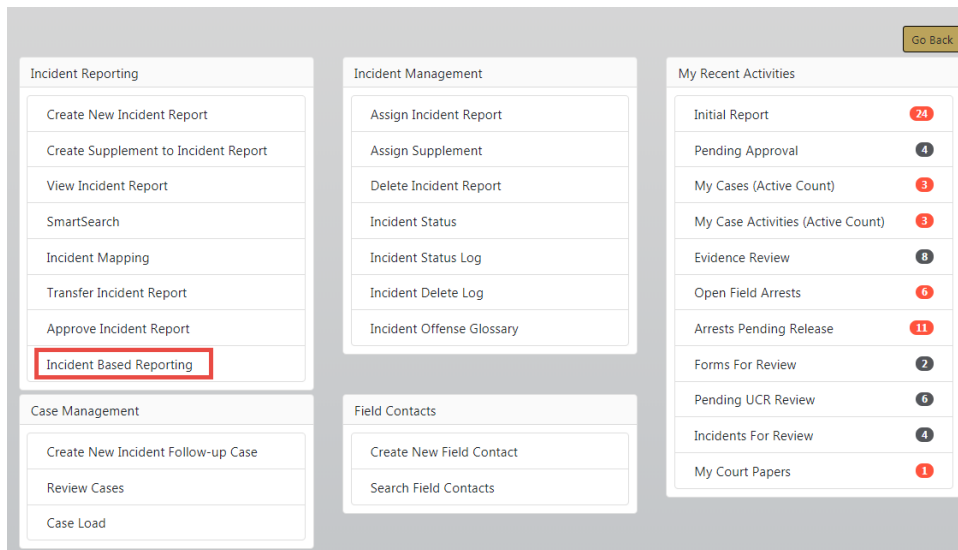 Go Back
Incident Reporting
Create New Incident Report
Create Supplement to Incident Report
View Incident Report
SmartSearch
Incident Mapping
Transfer Incident Report
Approve Incident Report
Incident Based Reporting
Case Management
Create New Incident Follow-up Case
Review Cases
Case Load
Incident Management
Assign Incident Report
Assign Supplement
Delete Incident Report
Incident Status
Incident Status Log
Incident Delete Log
Incident Offense Glossary
Field Contacts
Create New Field Contact
Search Field Contacts
My Recent Activities
Initial Report 24
Pending Approval 4
My Cases (Active Count) 3
My Case Activities (Active Count) 3
Evidence Review 8
Open Field Arrests 6
Arrests Pending Release 11
Forms For Review 2
Pending UCR Review 6
Incidents For Review 4
My Court Papers 1